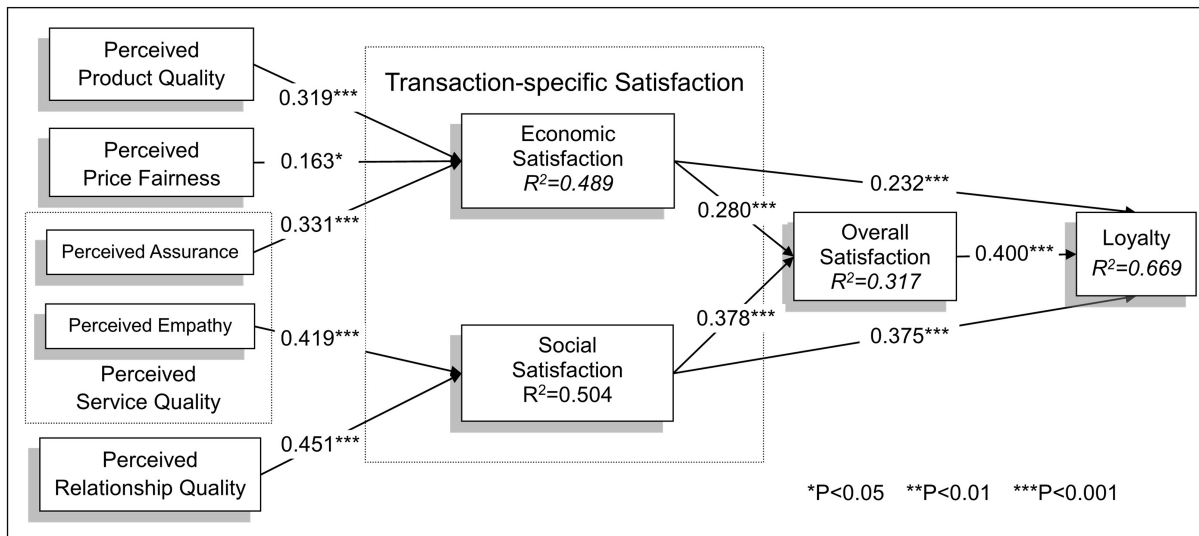 Perceived
Product Quality
0.319***
Perceived
Price Fairness
0.163*
Perceived Assurance
0.331***
Perceived Empathy
0.419***
Perceived
Service Quality
Perceived
Relationship Quality
0.451***
Transaction-specific Satisfaction
Economic
Satisfaction
R²=0.489
Social
Satisfaction
R²=0.504
0.232***
0.280***
0.378***
0.375***
Overall
Satisfaction
R²=0.317
0.400***
Loyalty
R²=0.669
*P<0.05 **P<0.01 ***P<0.001